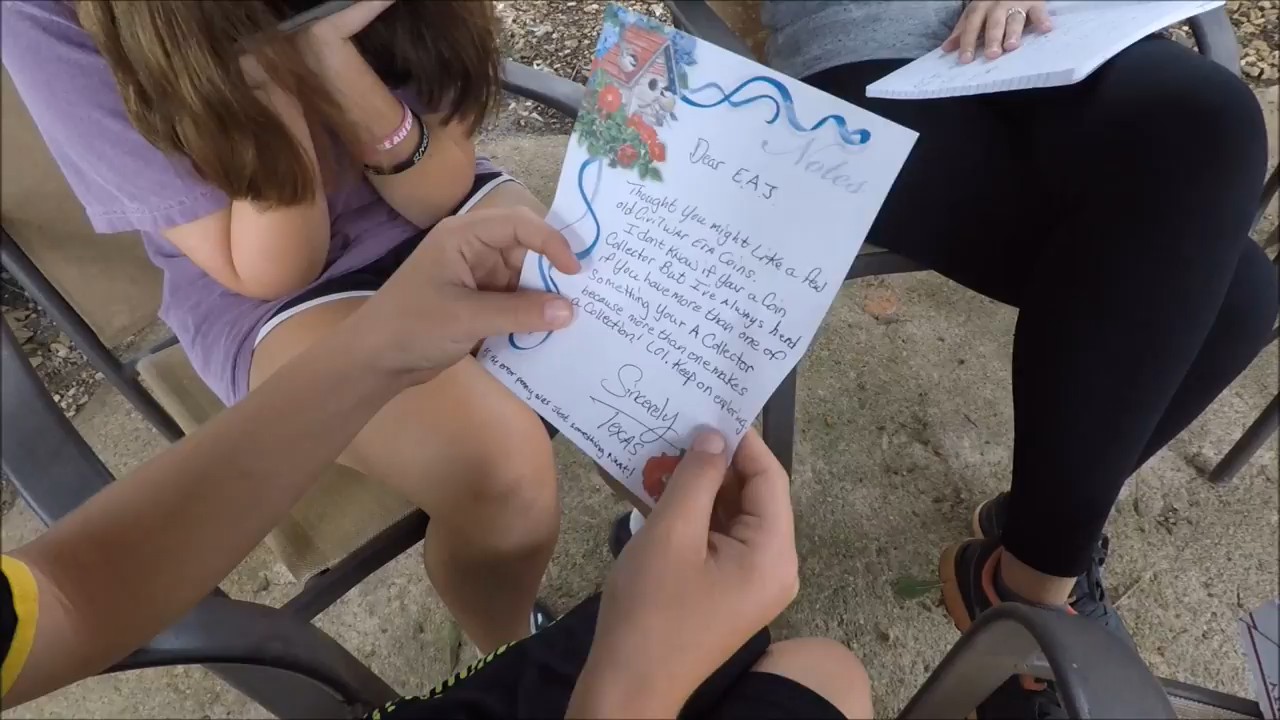 Notes
Dear E.A.J.
Thought You might Like a few
old Civil War Era Coins.
I dont Know if Your a Coin
Collector But I've Always herd
if You have more than one of
Something Your A Collector
because more than one makes
a Collection! Lol. Keep on exploring
Sincerely
Texas
the error penny was Just something Neat!